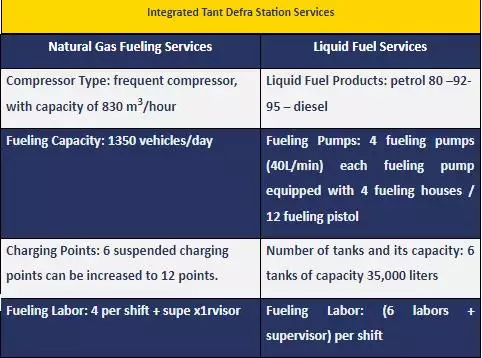 Integrated Tant Defra Station Services
Natural Gas Fueling Services
Liquid Fuel Services
Compressor Type: frequent compressor,
with capacity of 830 m³/hour
Liquid Fuel Products: petrol 80 –92-
95 – diesel
Fueling Capacity: 1350 vehicles/day
Fueling Pumps: 4 fueling pumps
(40L/min) each fueling pump
equipped with 4 fueling houses /
12 fueling pistol
Charging Points: 6 suspended charging
points can be increased to 12 points.
Number of tanks and its capacity: 6
tanks of capacity 35,000 liters
Fueling Labor: 4 per shift + supe x1rvisor
Fueling Labor: (6 labors +
supervisor) per shift